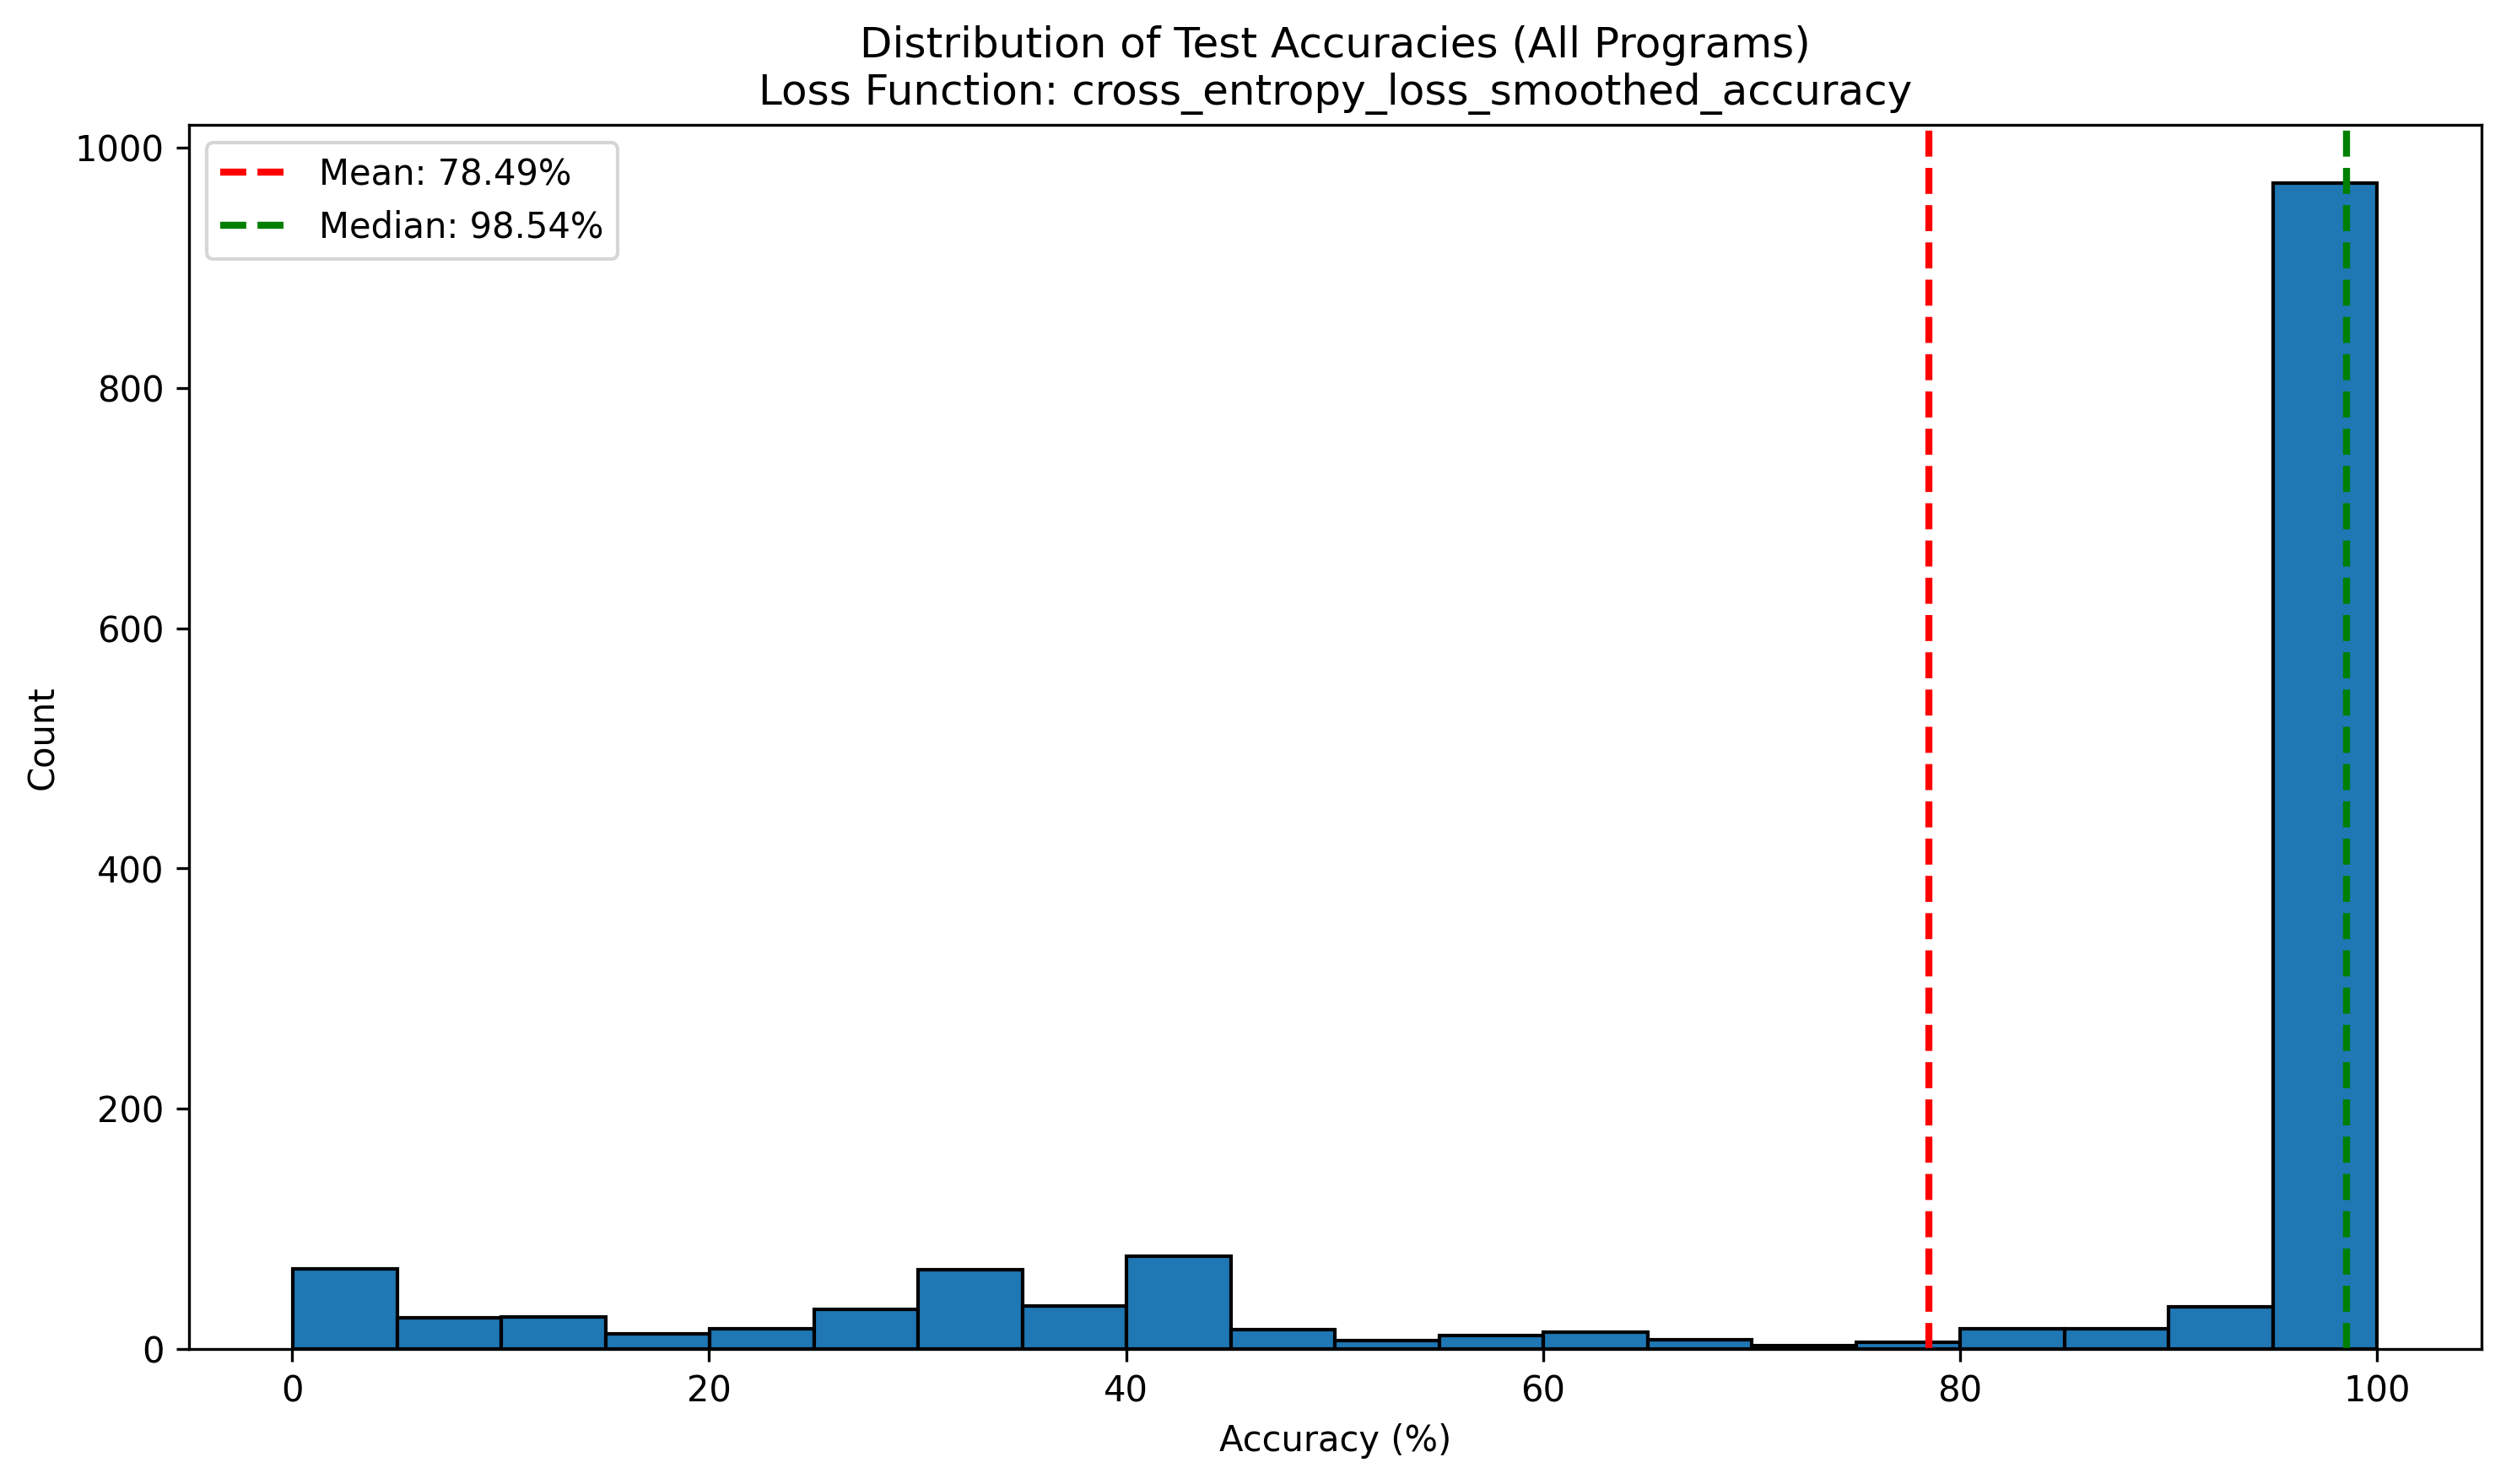 Distribution of Test Accuracies (All Programs)
Loss Function: cross_entropy_loss_smoothed_accuracy
Mean: 78.49%
Median: 98.54%
Count
1000
800
600
400
200
0
0 20 40 60 80 100
Accuracy (%)